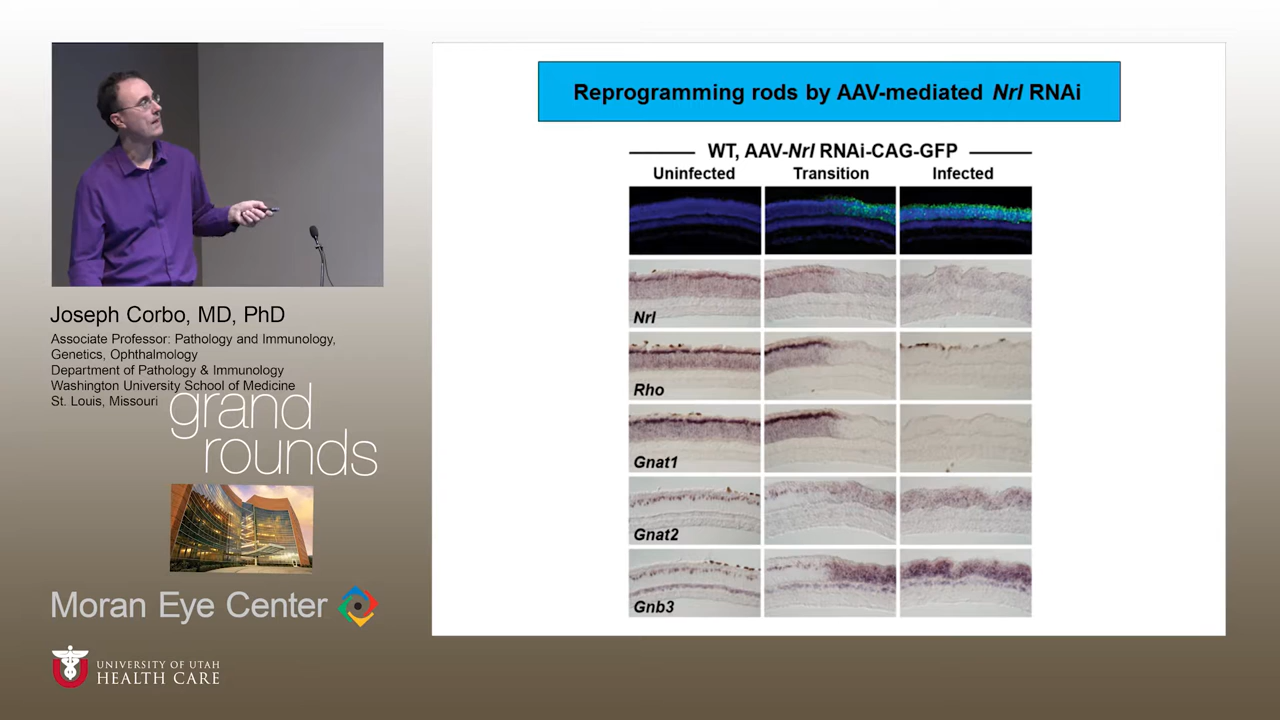 Joseph Corbo, MD, PhD
Associate Professor: Pathology and Immunology,
Genetics, Ophthalmology
Department of Pathology & Immunology
Washington University School of Medicine
St. Louis, Missouri
grand
rounds
Moran Eye Center
UNIVERSITY OF UTAH
HEALTH CARE
Reprogramming rods by AAV-mediated Nrl RNAi
WT, AAV-Nrl RNAi-CAG-GFP
Uninfected Transition Infected
Nrl
Rho
Gnat1
Gnat2
Gnb3